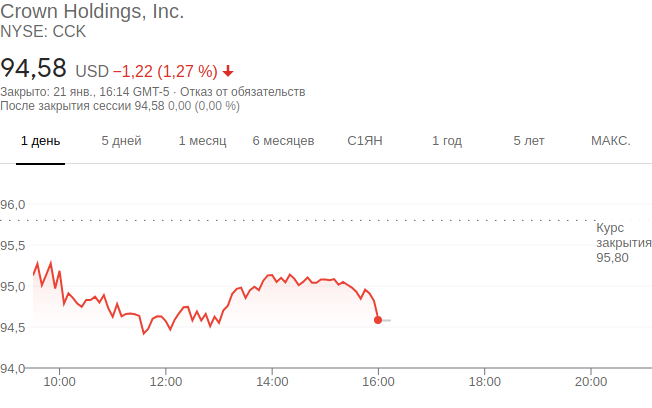 Crown Holdings, Inc.
NYSE: CCK
94,58 USD −1,22 (1,27 %)
Закрыто: 21 янв., 16:14 GMT-5 · Отказ от обязательств
После закрытия сессии 94,58 0,00 (0,00 %)
1 день 5 дней 1 месяц 6 месяцев С1ЯН 1 год 5 лет МАКС.
96,0
Курс
закрытия
95,80
95,5
95,0
94,5
94,0
10:00 12:00 14:00 16:00 18:00 20:00